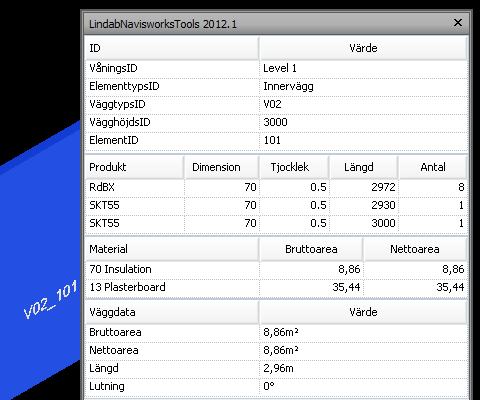 LindabNavisworksTools 2012.1
ID Värde
VåningsID Level 1
ElementtypsID Innervägg
VäggtypsID V02
VägghöjdsID 3000
ElementID 101
Produkt Dimension Tjocklek Längd Antal
RdBX 70 0.5 2972 8
SKT55 70 0.5 2930 1
SKT55 70 0.5 3000 1
Material Bruttoarea Nettoarea
70 Insulation 8,86 8,86
13 Plasterboard 35,44 35,44
Väggdata Värde
Bruttoarea 8,86m²
Nettoarea 8,86m²
Längd 2,96m
Lutning 0°
V02_101